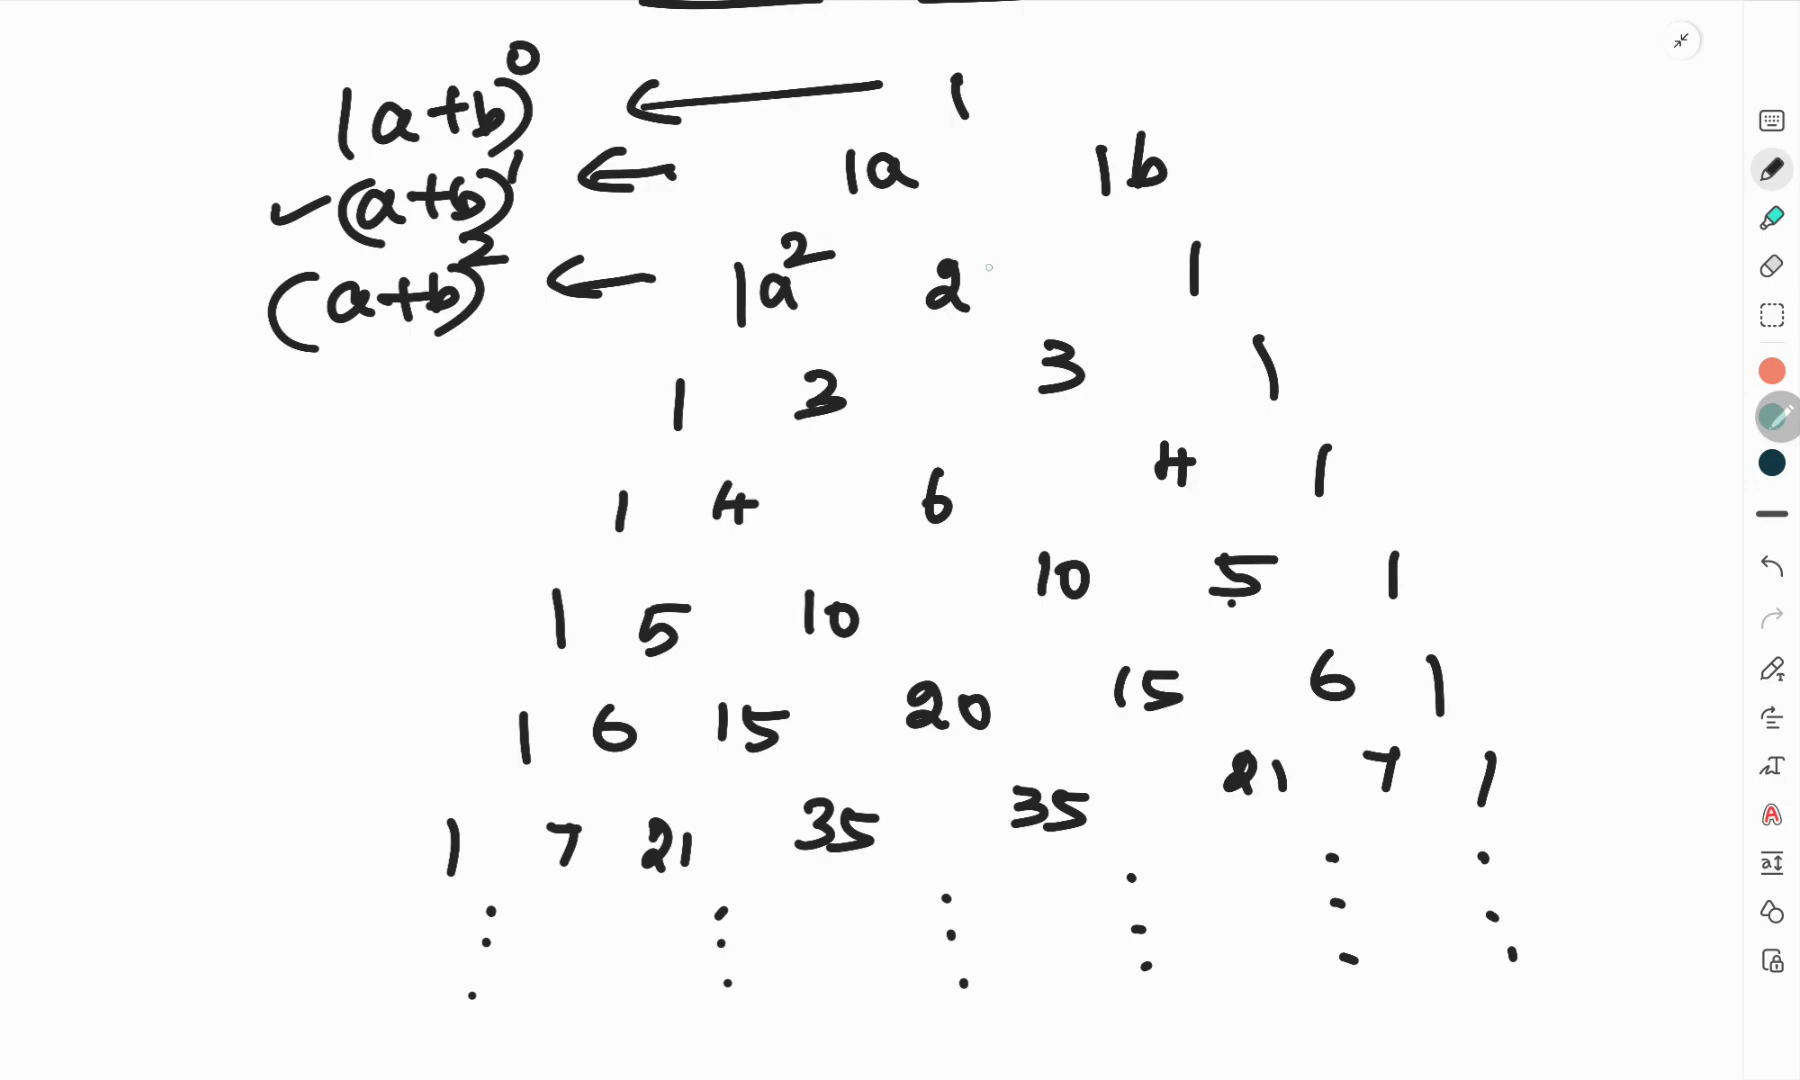 (a+b)^0 ← 1
✓(a+b)^1 ← 1a 1b
(a+b)^2 ← 1a^2 2 1
1 3 3 1
1 4 6 4 1
1 5 10 10 5 1
1 6 15 20 15 6 1
1 7 21 35 35 21 7 1